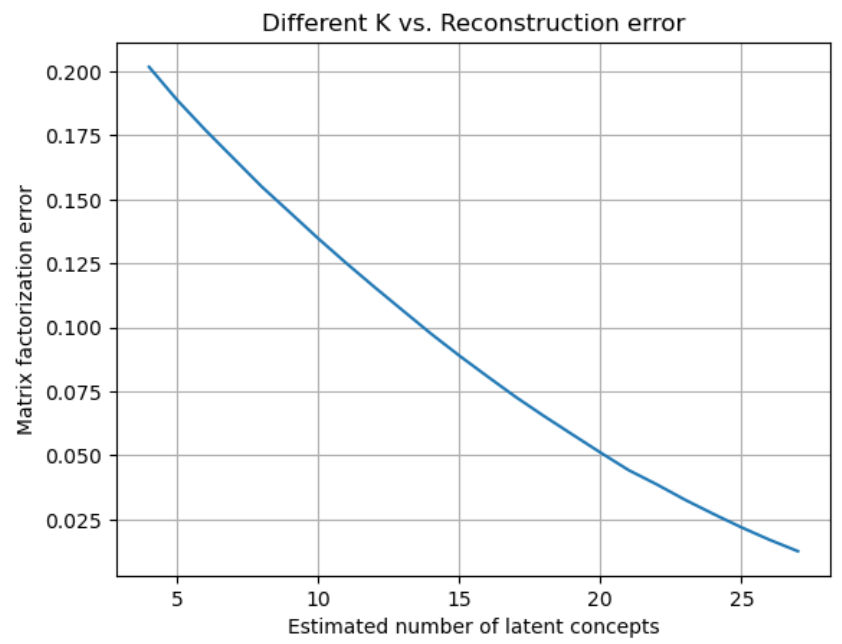 Different K vs. Reconstruction error
Matrix factorization error
0.200
0.175
0.150
0.125
0.100
0.075
0.050
0.025
5 10 15 20 25
Estimated number of latent concepts